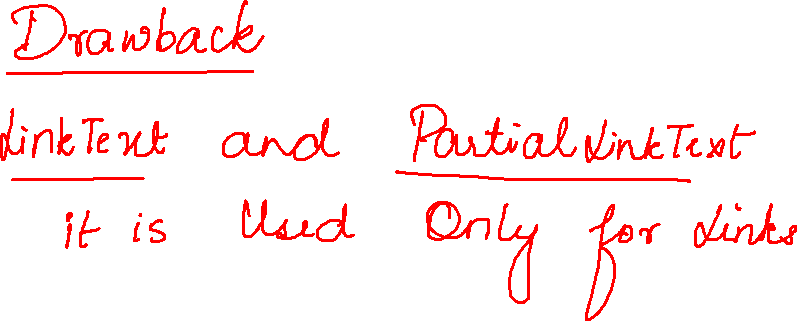 Drawback
LinkText and PartialLinkText
it is Used Only for Links